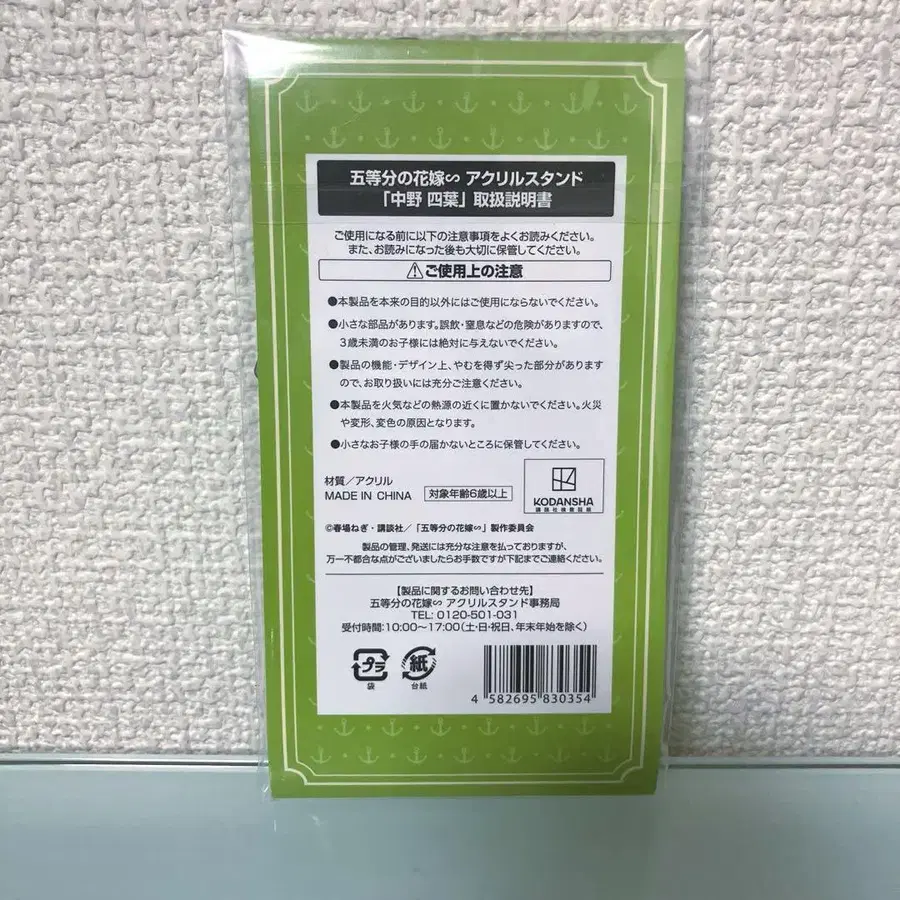 五等分の花嫁∽ アクリルスタンド
「中野 四葉」取扱説明書
ご使用になる前に以下の注意事項をよくお読みください。
また、お読みになった後も大切に保管してください。
⚠ご使用上の注意
●本製品を本来の目的以外にはご使用にならないでください。
●小さな部品があります。誤飲・窒息などの危険がありますので、
3歳未満のお子様には絶対に与えないでください。
●製品の機能・デザイン上、やむを得ず尖った部分があります
ので、お取り扱いには充分ご注意ください。
●本製品を火気などの熱源の近くに置かないでください。火災
や変形、変色の原因となります。
●小さなお子様の手の届かないところに保管してください。
材質／アクリル
MADE IN CHINA
対象年齢6歳以上
KODANSHA
講談社検査証紙
©春場ねぎ・講談社／「五等分の花嫁∽」製作委員会
製品の管理、発送には充分な注意を払っておりますが、
万一不都合な点がございましたらお手数ですが下記までご連絡ください。
【製品に関するお問い合わせ先】
五等分の花嫁∽ アクリルスタンド事務局
TEL: 0120-501-031
受付時間：10:00〜17:00（土・日・祝日、年末年始を除く）
プラ
袋
紙
台紙
4 582695 830354